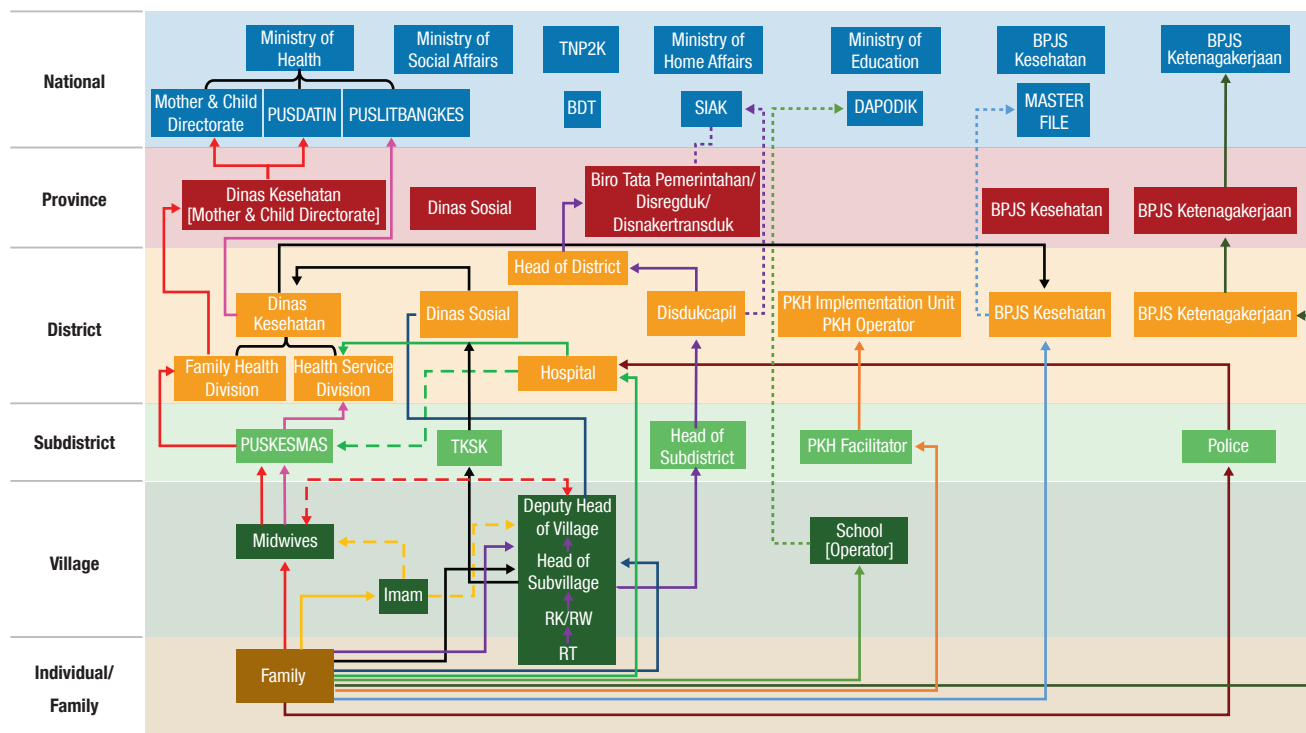 National
Ministry of
Health
Ministry of
Social Affairs
TNP2K
Ministry of
Home Affairs
Ministry of
Education
BPJS
Kesehatan
BPJS
Ketenagakerjaan
Mother & Child
Directorate
PUSDATIN
PUSLITBANGKES
BDT
SIAK
DAPODIK
MASTER
FILE
Province
Dinas Kesehatan
[Mother & Child Directorate]
Dinas Sosial
Biro Tata Pemerintahan/
Disregduk/
Disnakertransduk
BPJS Kesehatan
BPJS Ketenagakerjaan
District
Head of District
Dinas
Kesehatan
Dinas Sosial
Disdukcapil
PKH Implementation Unit
PKH Operator
BPJS Kesehatan
BPJS Ketenagakerjaan
Family Health
Division
Health Service
Division
Hospital
Subdistrict
PUSKESMAS
TKSK
Head of
Subdistrict
PKH Facilitator
Police
Village
Midwives
Imam
Deputy Head
of Village
Head of
Subvillage
RK/RW
RT
School
[Operator]
Individual/
Family
Family